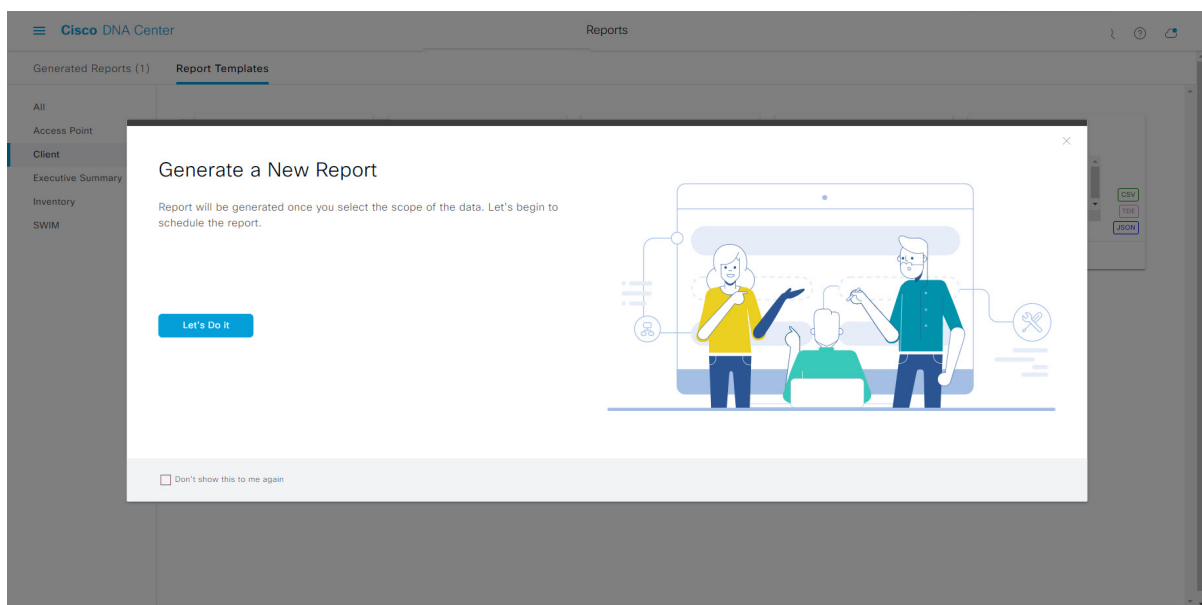 Cisco DNA Center
Reports
Generated Reports (1)
Report Templates
All
Access Point
Client
Executive Summary
Inventory
SWIM
Generate a New Report
Report will be generated once you select the scope of the data. Let's begin to
schedule the report.
Let's Do it
Don't show this to me again
CSV
TDE
JSON